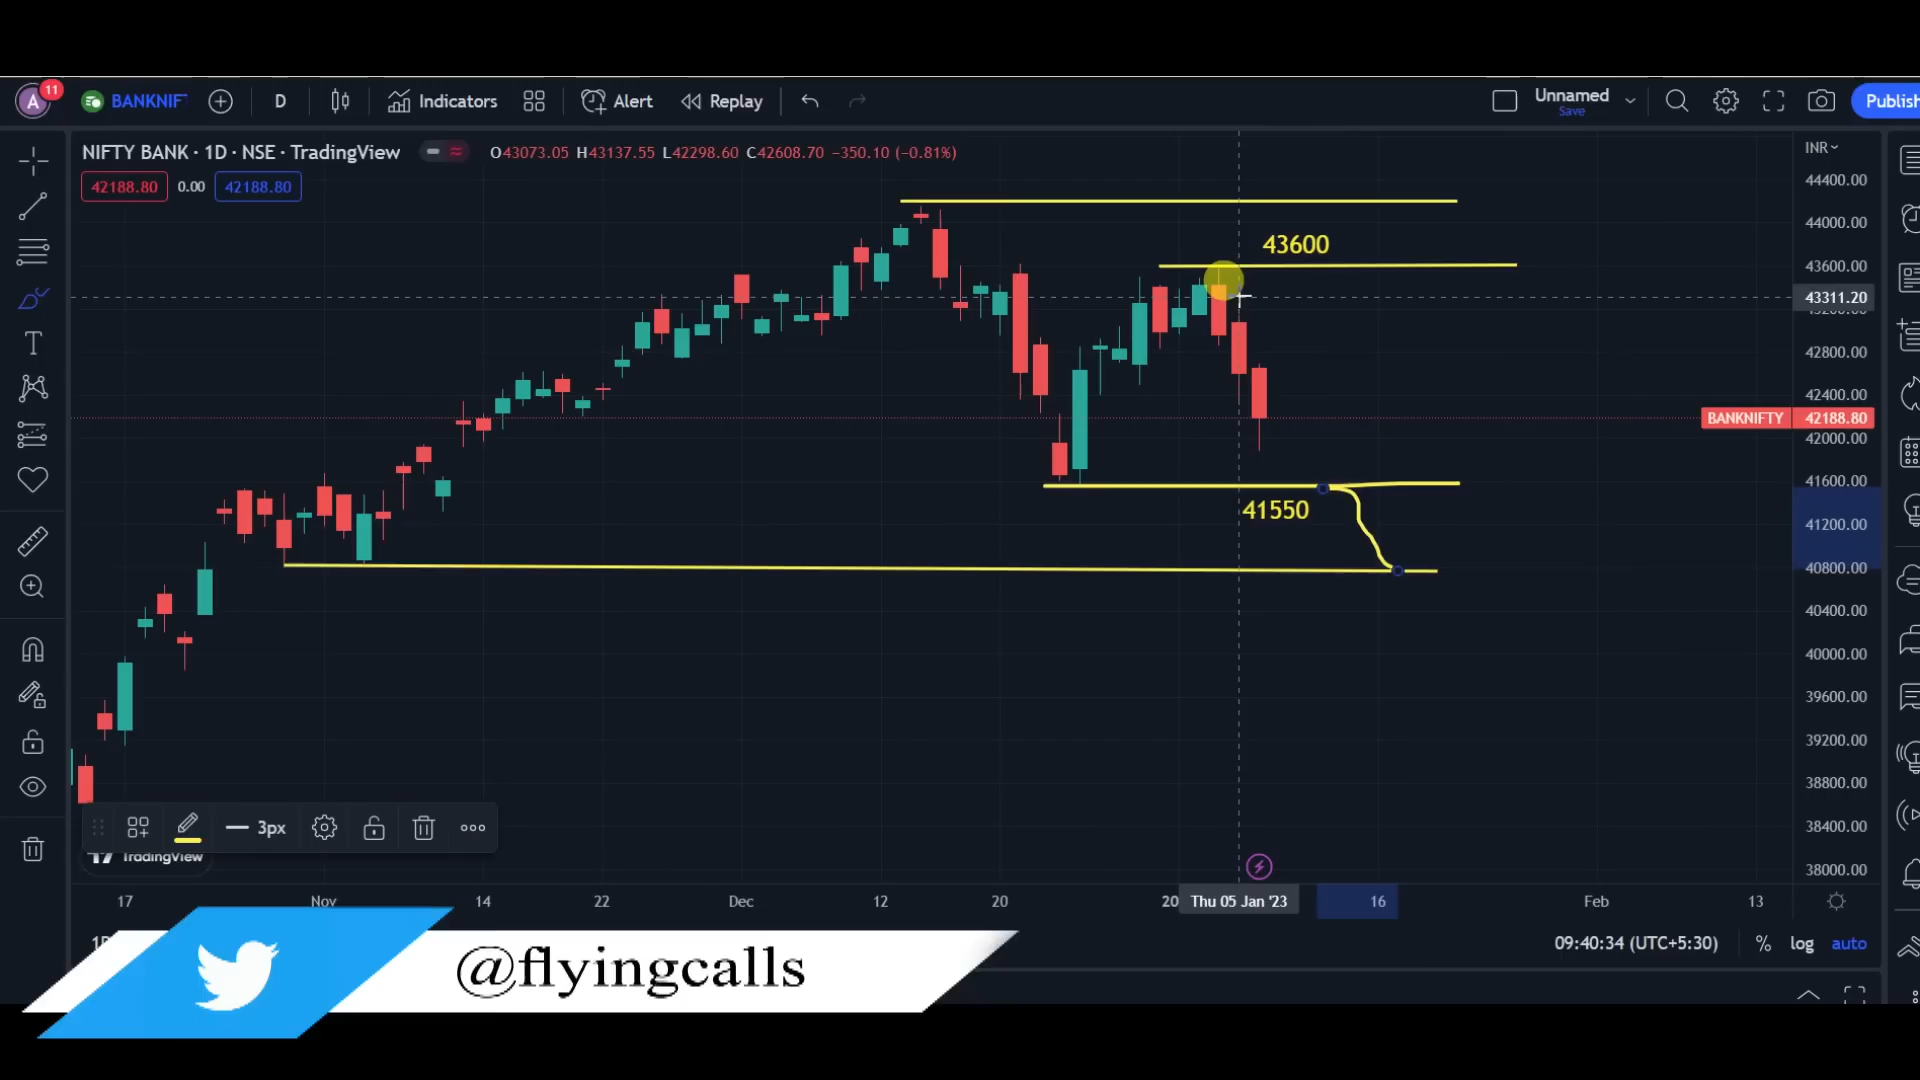 A 11 BANKNIF D Indicators Alert Replay Unnamed Save Publish
NIFTY BANK · 1D · NSE · TradingView O43073.05 H43137.55 L42298.60 C42608.70 −350.10 (−0.81%) INR
42188.80 0.00 42188.80
44400.00
44000.00
43600
43600.00
43311.20
42800.00
42400.00
BANKNIFTY 42188.80
42000.00
41600.00
41550
41200.00
40800.00
40400.00
40000.00
39600.00
39200.00
38800.00
38400.00
38000.00
3px
TradingView
17 Nov 14 22 Dec 12 20 20 Thu 05 Jan '23 16 Feb 13
09:40:34 (UTC+5:30) % log auto
@flyingcalls